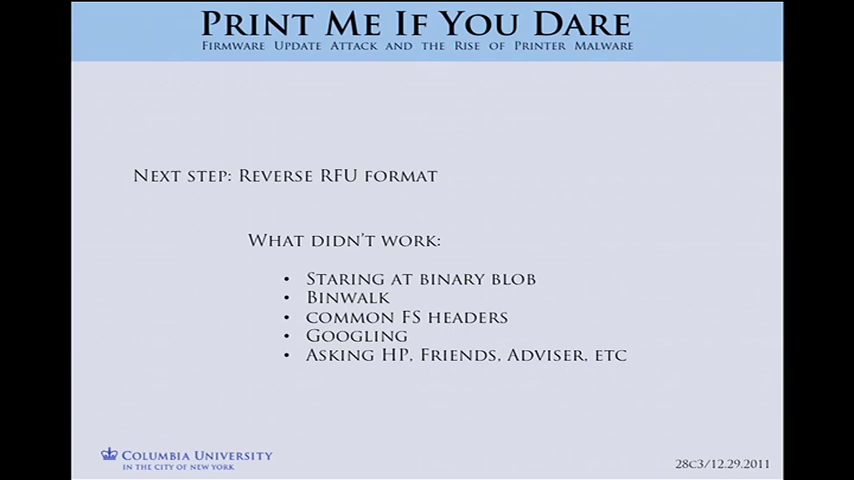 Print Me If You Dare
Firmware Update Attack and the Rise of Printer Malware
Next step: Reverse RFU format
What didn't work:
• Staring at binary blob
• Binwalk
• common FS headers
• Googling
• Asking HP, Friends, Adviser, etc
Columbia University
in the city of New York
28c3/12.29.2011